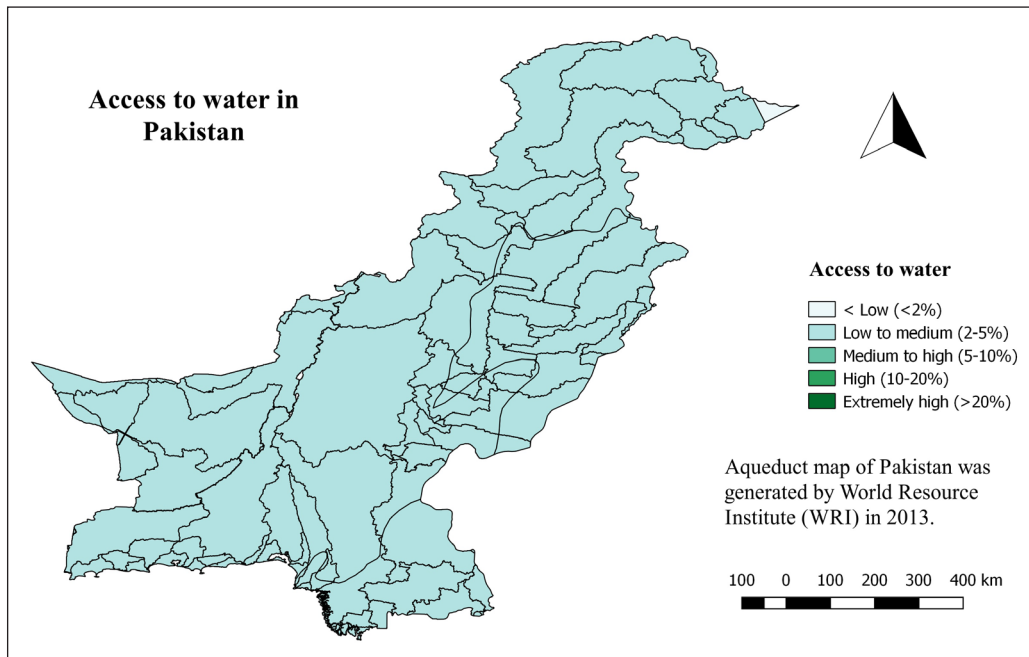 Access to water in
Pakistan
Access to water
< Low (<2%)
Low to medium (2-5%)
Medium to high (5-10%)
High (10-20%)
Extremely high (>20%)
Aqueduct map of Pakistan was
generated by World Resource
Institute (WRI) in 2013.
100 0 100 200 300 400 km